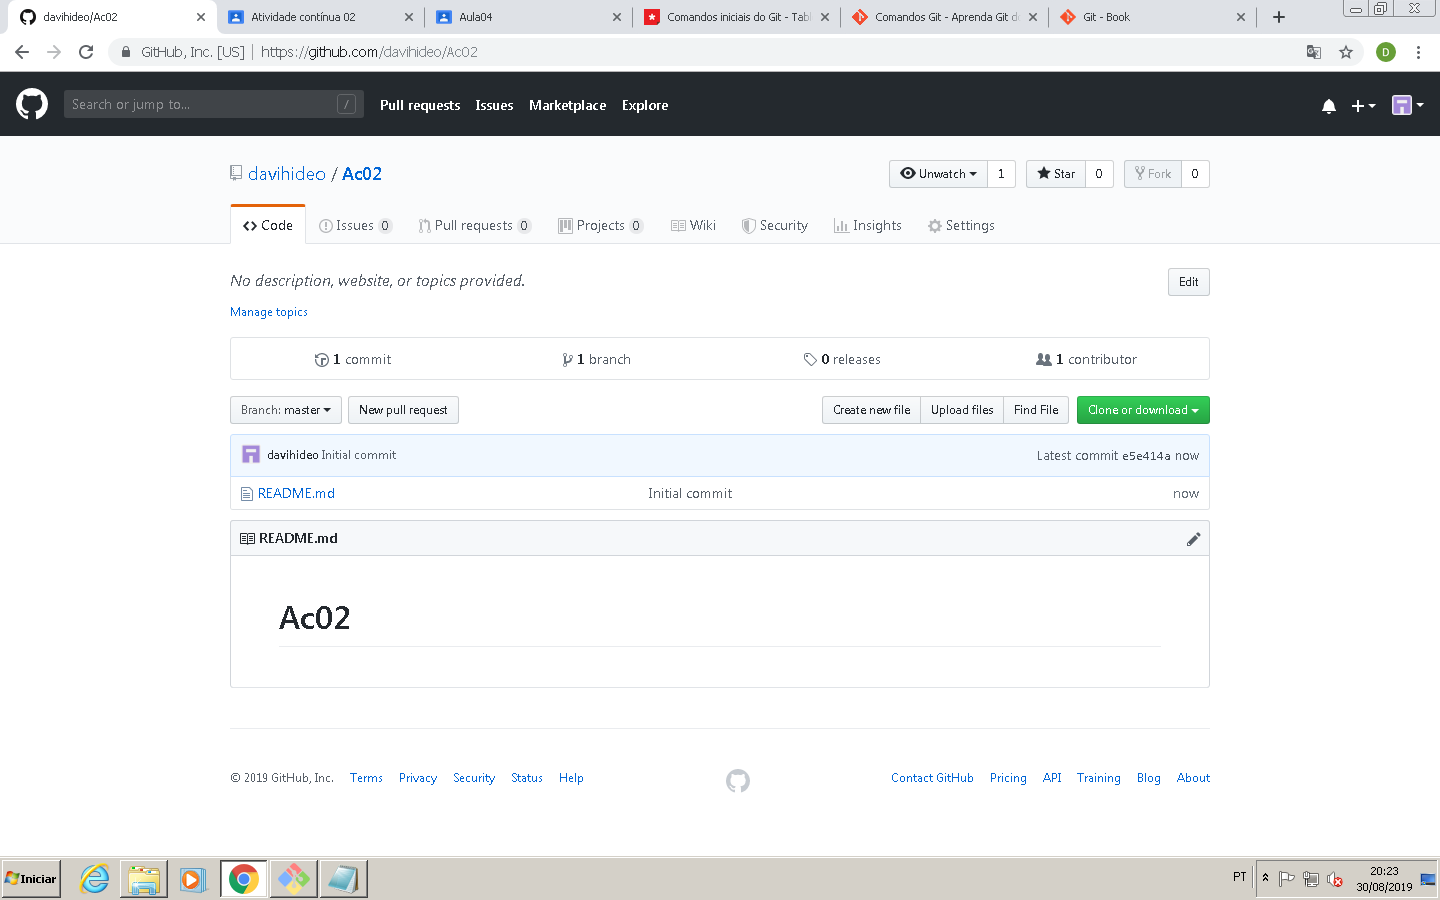 davihideo/Ac02
Atividade contínua 02
Aula04
Comandos iniciais do Git - Tabl
Comandos Git - Aprenda Git do
Git - Book
GitHub, Inc. [US] | https://github.com/davihideo/Ac02
D
Search or jump to... /
Pull requests Issues Marketplace Explore
davihideo / Ac02
Unwatch 1 Star 0 Fork 0
Code Issues 0 Pull requests 0 Projects 0 Wiki Security Insights Settings
No description, website, or topics provided.
Edit
Manage topics
1 commit 1 branch 0 releases 1 contributor
Branch: master New pull request Create new file Upload files Find File Clone or download
davihideo Initial commit Latest commit e5e414a now
README.md Initial commit now
README.md
Ac02
© 2019 GitHub, Inc. Terms Privacy Security Status Help Contact GitHub Pricing API Training Blog About
Iniciar
PT
20:23
30/08/2019